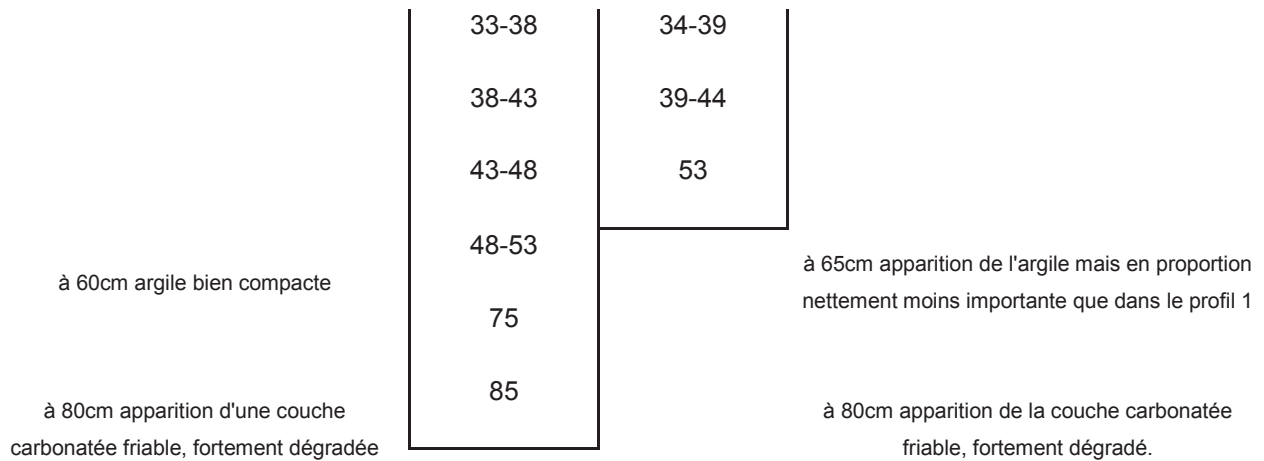 33-38 34-39
38-43 39-44
43-48 53
48-53
à 60cm argile bien compacte
à 65cm apparition de l'argile mais en proportion
nettement moins importante que dans le profil 1
75
85
à 80cm apparition d'une couche
carbonatée friable, fortement dégradée
à 80cm apparition de la couche carbonatée
friable, fortement dégradé.